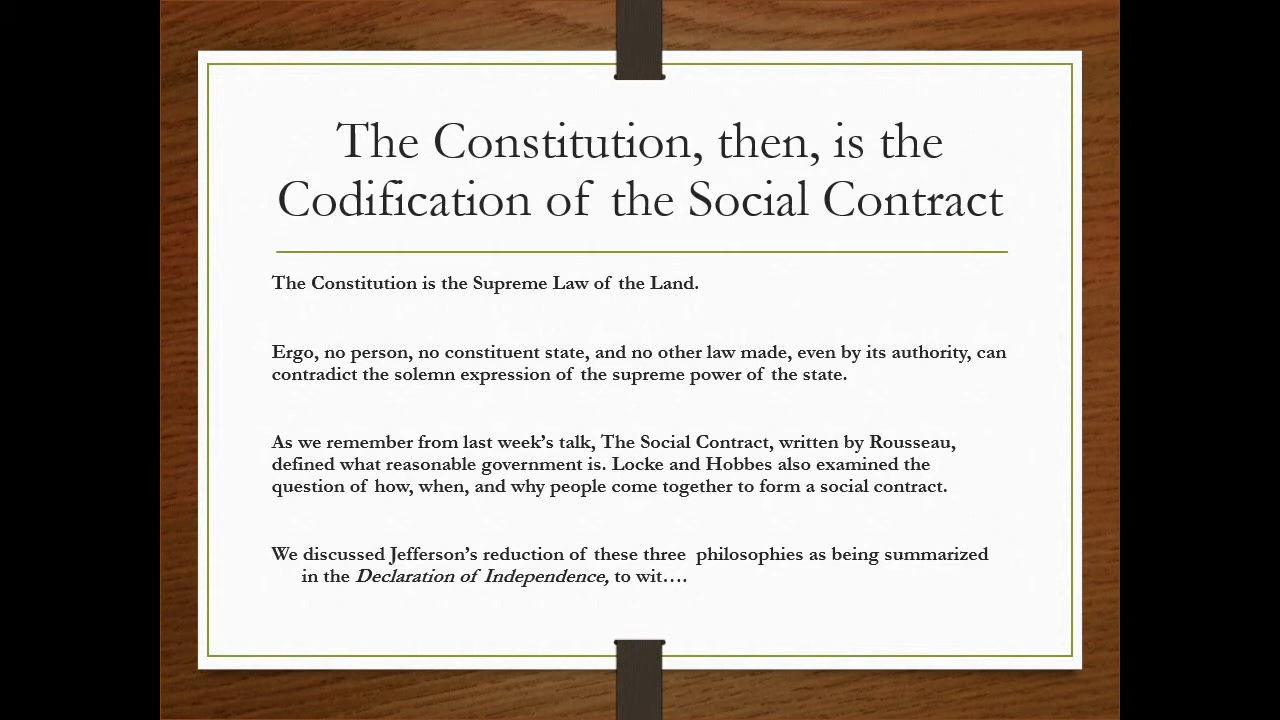 The Constitution, then, is the
Codification of the Social Contract
The Constitution is the Supreme Law of the Land.
Ergo, no person, no constituent state, and no other law made, even by its authority, can
contradict the solemn expression of the supreme power of the state.
As we remember from last week’s talk, The Social Contract, written by Rousseau,
defined what reasonable government is. Locke and Hobbes also examined the
question of how, when, and why people come together to form a social contract.
We discussed Jefferson’s reduction of these three philosophies as being summarized
in the Declaration of Independence, to wit….